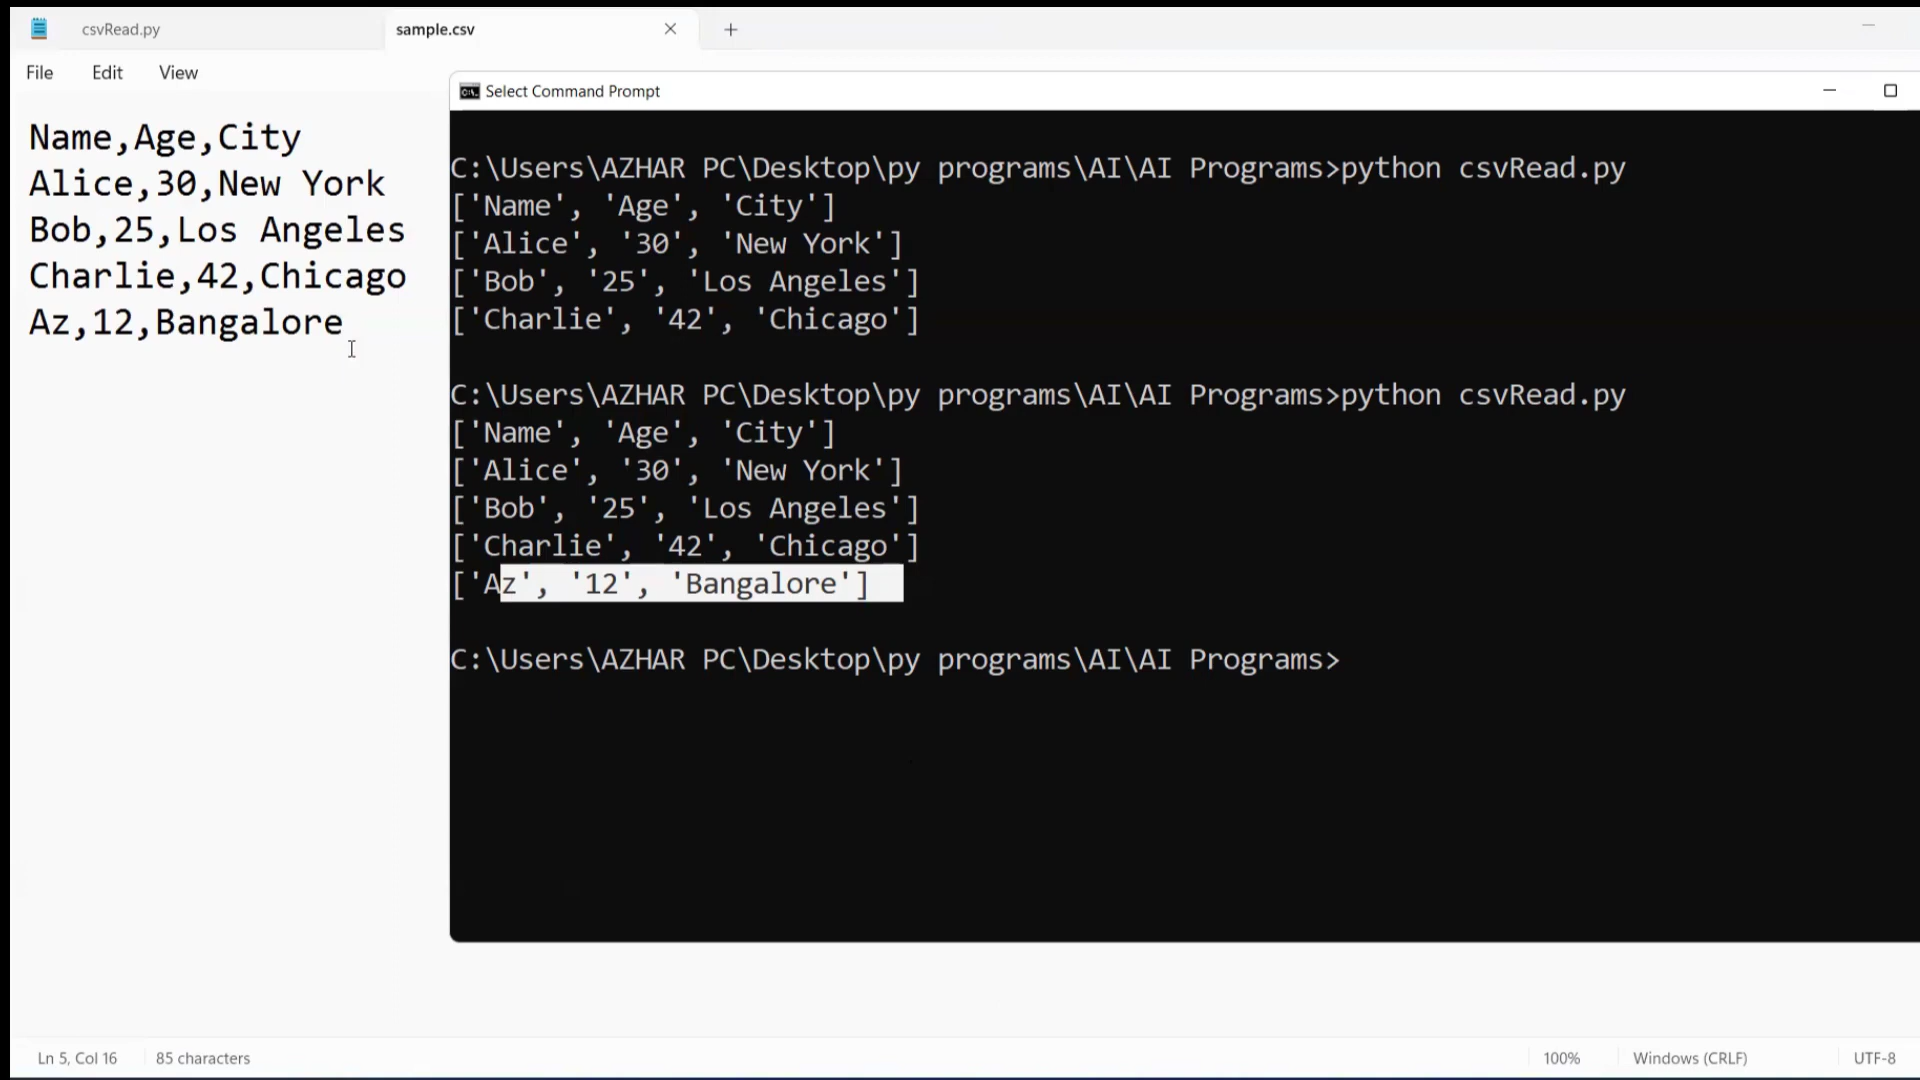 csvRead.py
sample.csv
File Edit View
Name,Age,City
Alice,30,New York
Bob,25,Los Angeles
Charlie,42,Chicago
Az,12,Bangalore
Select Command Prompt
C:\Users\AZHAR PC\Desktop\py programs\AI\AI Programs>python csvRead.py
['Name', 'Age', 'City']
['Alice', '30', 'New York']
['Bob', '25', 'Los Angeles']
['Charlie', '42', 'Chicago']
C:\Users\AZHAR PC\Desktop\py programs\AI\AI Programs>python csvRead.py
['Name', 'Age', 'City']
['Alice', '30', 'New York']
['Bob', '25', 'Los Angeles']
['Charlie', '42', 'Chicago']
['Az', '12', 'Bangalore']
C:\Users\AZHAR PC\Desktop\py programs\AI\AI Programs>
Ln 5, Col 16 85 characters 100% Windows (CRLF) UTF-8